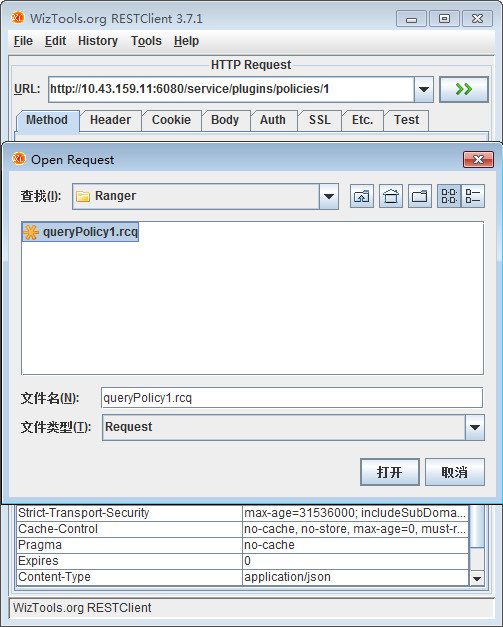 WizTools.org RESTClient 3.7.1
File Edit History Tools Help
HTTP Request
URL: http://10.43.159.11:6080/service/plugins/policies/1
Method Header Cookie Body Auth SSL Etc. Test
Open Request
查找(I): Ranger
queryPolicy1.rcq
文件名(N): queryPolicy1.rcq
文件类型(T): Request
打开 取消
Strict-Transport-Security max-age=31536000; includeSubDoma...
Cache-Control no-cache, no-store, max-age=0, must-r...
Pragma no-cache
Expires 0
Content-Type application/json
WizTools.org RESTClient